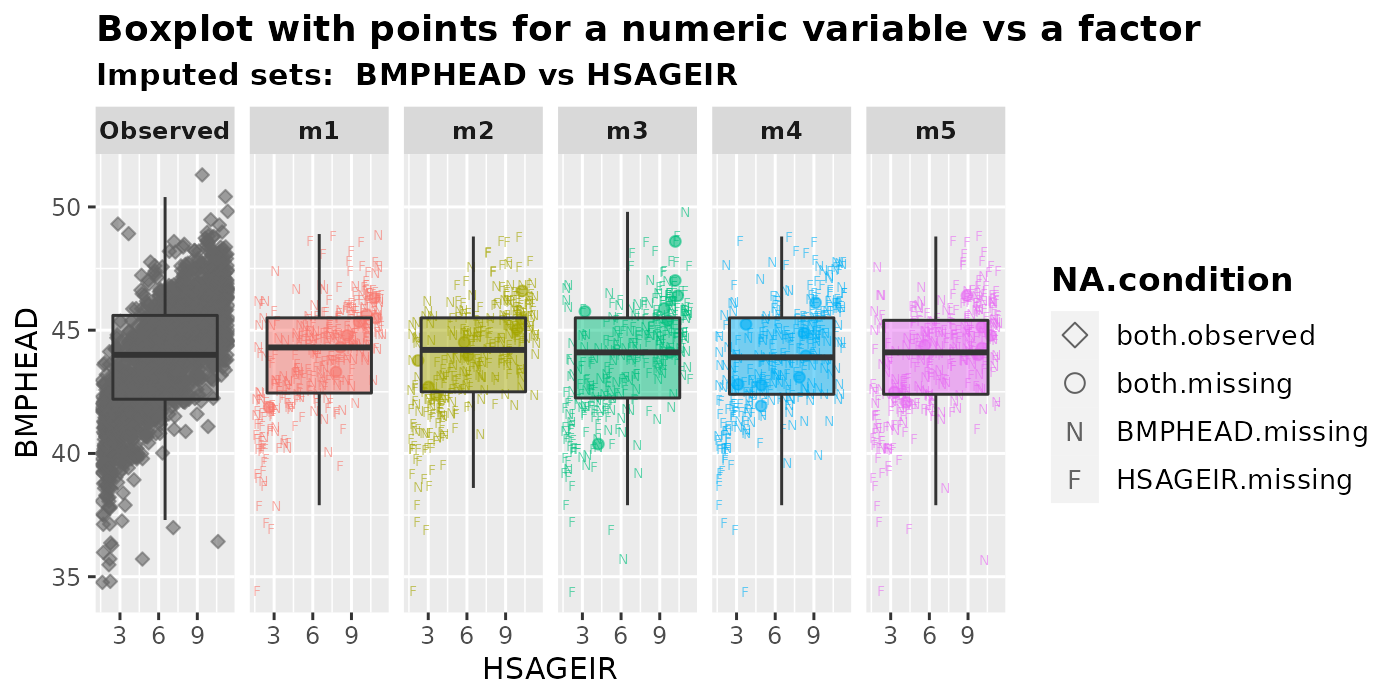 Boxplot with points for a numeric variable vs a factor
Imputed sets:  BMPHEAD vs HSAGEIR
Observed m1 m2 m3 m4 m5
BMPHEAD
50
45
40
35
3 6 9 3 6 9 3 6 9 3 6 9 3 6 9 3 6 9
HSAGEIR
NA.condition
both.observed
both.missing
N BMPHEAD.missing
F HSAGEIR.missing